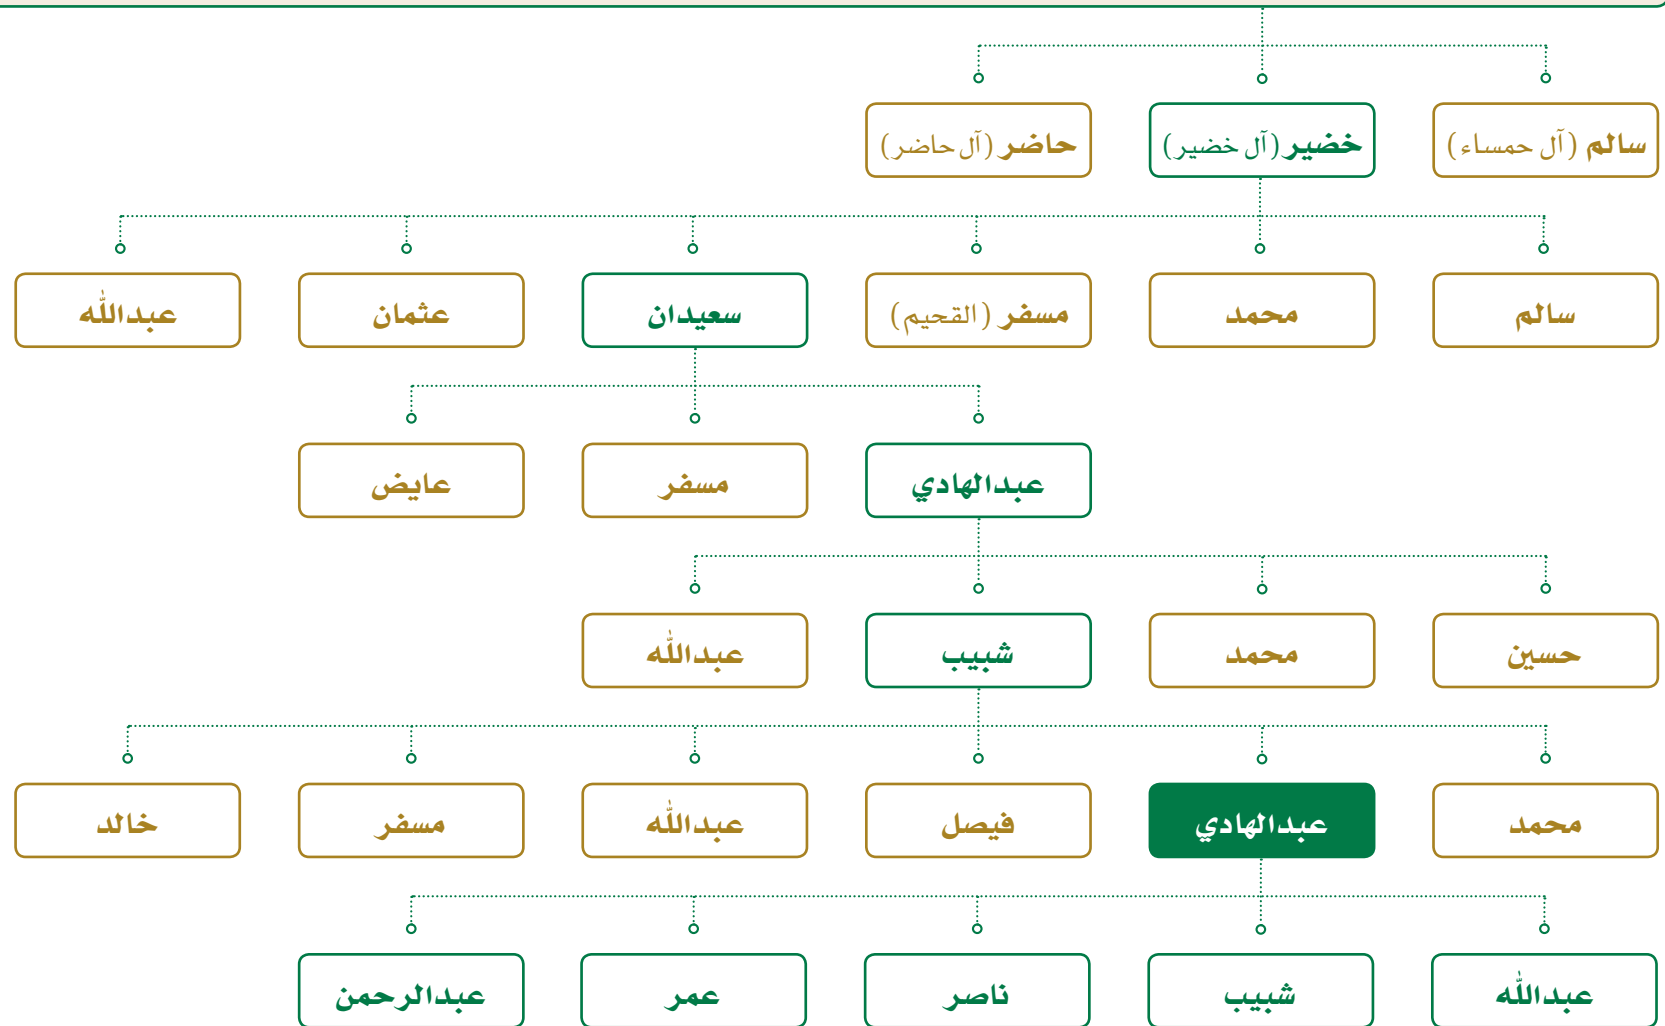 سالم (آل حمساء)
خضير (آل خضير)
حاضر (آل حاضر)
سالم
محمد
مسفر (القحيم)
سعيدان
عثمان
عبدالله
عبدالهادي
مسفر
عايض
حسين
محمد
شبيب
عبدالله
محمد
عبدالهادي
فيصل
عبدالله
مسفر
خالد
عبدالله
شبيب
ناصر
عمر
عبدالرحمن